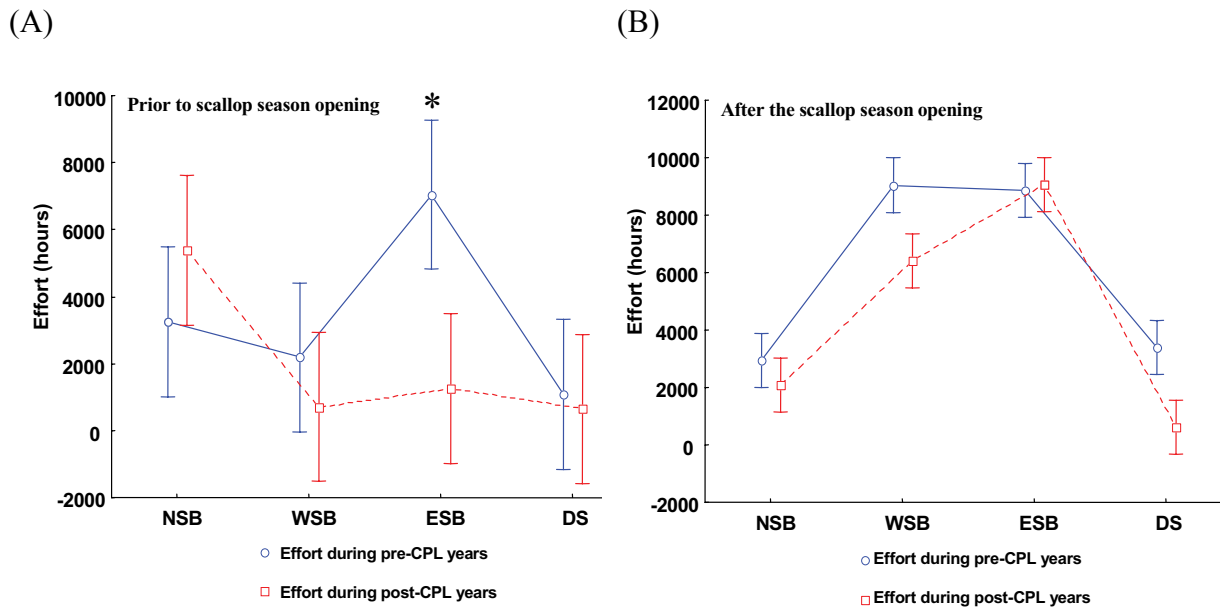 (A)
Prior to scallop season opening
*
Effort (hours)
10000
8000
6000
4000
2000
0
-2000
NSB WSB ESB DS
Effort during pre-CPL years
Effort during post-CPL years
(B)
After the scallop season opening
Effort (hours)
12000
10000
8000
6000
4000
2000
0
-2000
NSB WSB ESB DS
Effort during pre-CPL years
Effort during post-CPL years